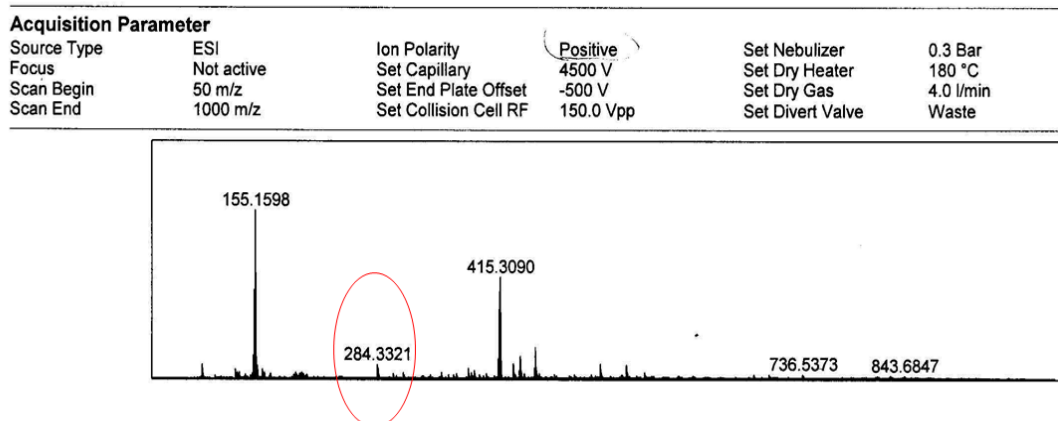 Acquisition Parameter
Source Type ESI Ion Polarity Positive Set Nebulizer 0.3 Bar
Focus Not active Set Capillary 4500 V Set Dry Heater 180 °C
Scan Begin 50 m/z Set End Plate Offset -500 V Set Dry Gas 4.0 l/min
Scan End 1000 m/z Set Collision Cell RF 150.0 Vpp Set Divert Valve Waste
155.1598
415.3090
284.3321
736.5373 843.6847